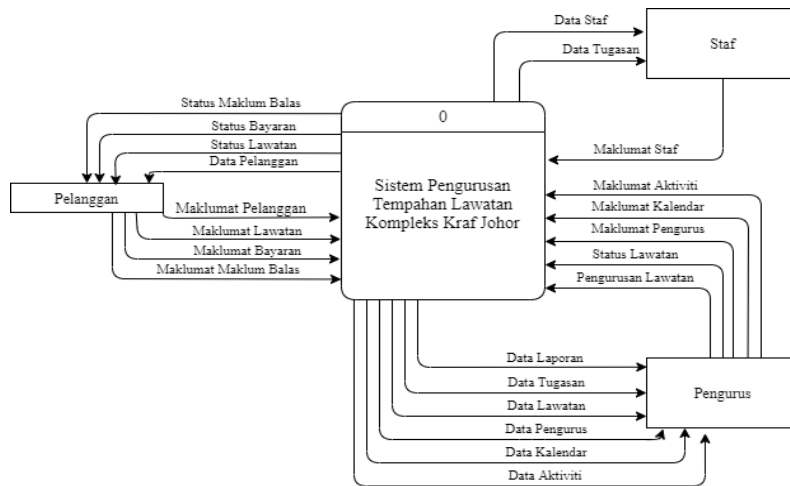 Data Staf
Data Tugasan
Staf
Status Maklum Balas
Status Bayaran
Status Lawatan
Data Pelanggan
Pelanggan
Maklumat Pelanggan
Maklumat Lawatan
Maklumat Bayaran
Maklumat Maklum Balas
0
Sistem Pengurusan
Tempahan Lawatan
Kompleks Kraf Johor
Maklumat Staf
Maklumat Aktiviti
Maklumat Kalendar
Maklumat Pengurus
Status Lawatan
Pengurusan Lawatan
Data Laporan
Data Tugasan
Data Lawatan
Data Pengurus
Data Kalendar
Data Aktiviti
Pengurus